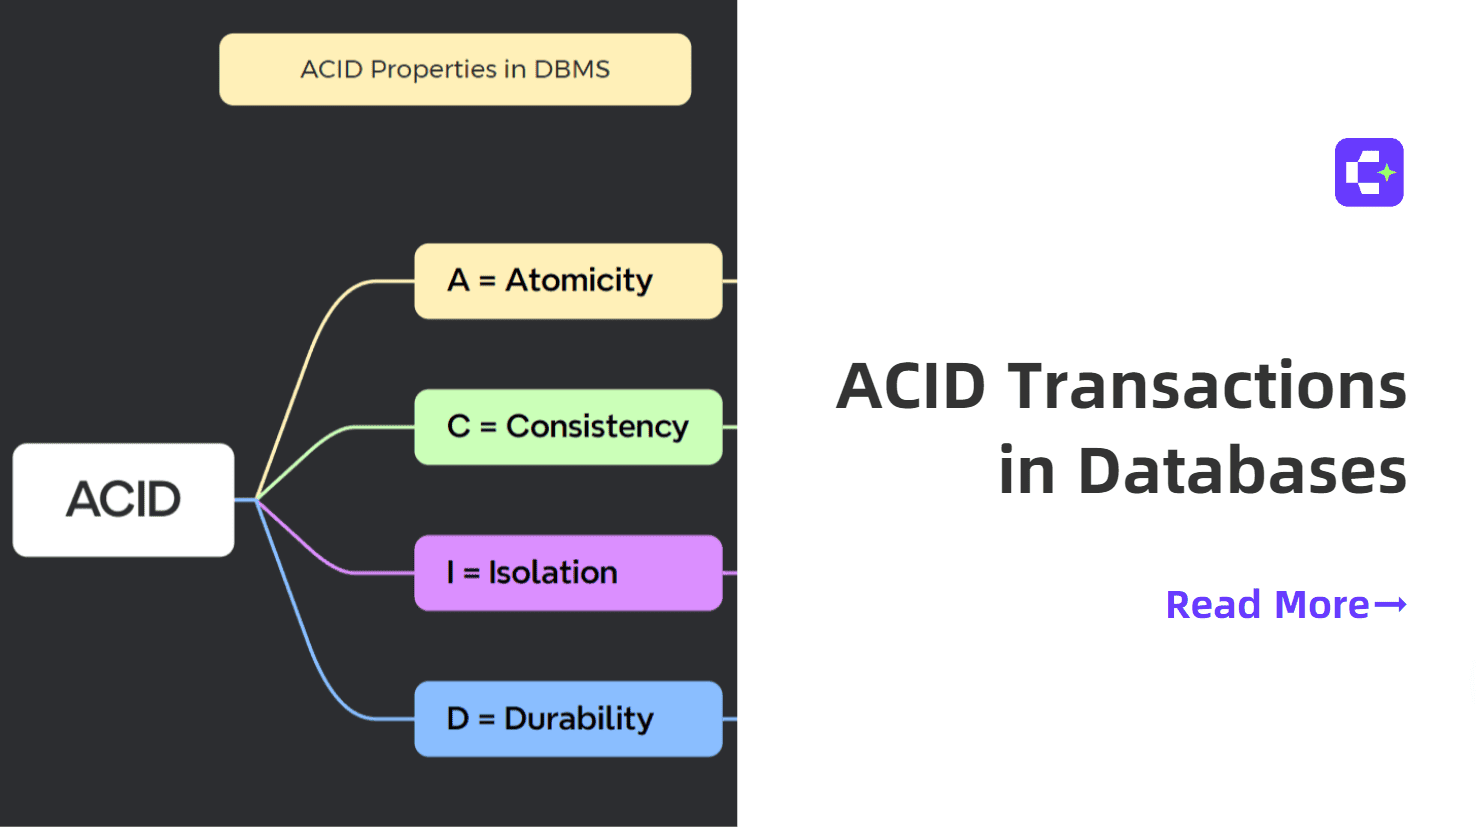 ACID Properties in DBMS
A = Atomicity
C = Consistency
ACID
I = Isolation
D = Durability
ACID Transactions
in Databases
Read More→